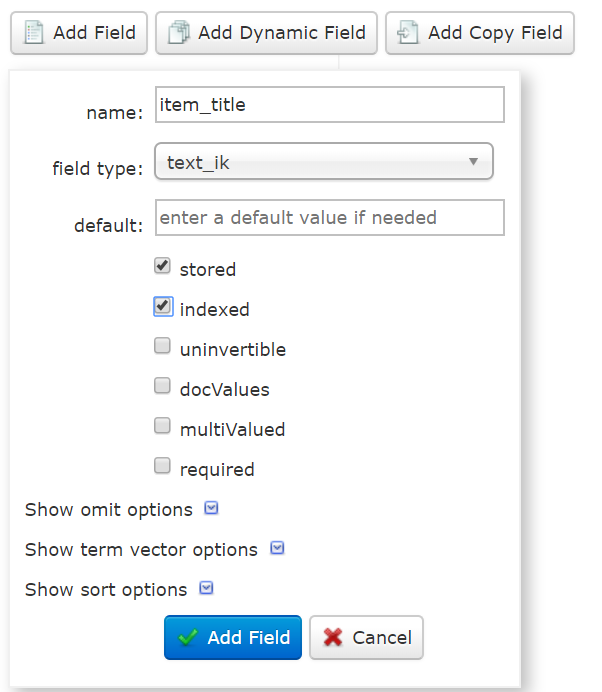 Add Field Add Dynamic Field Add Copy Field
name: item_title
field type: text_ik
default: enter a default value if needed
stored
indexed
uninvertible
docValues
multiValued
required
Show omit options
Show term vector options
Show sort options
Add Field Cancel